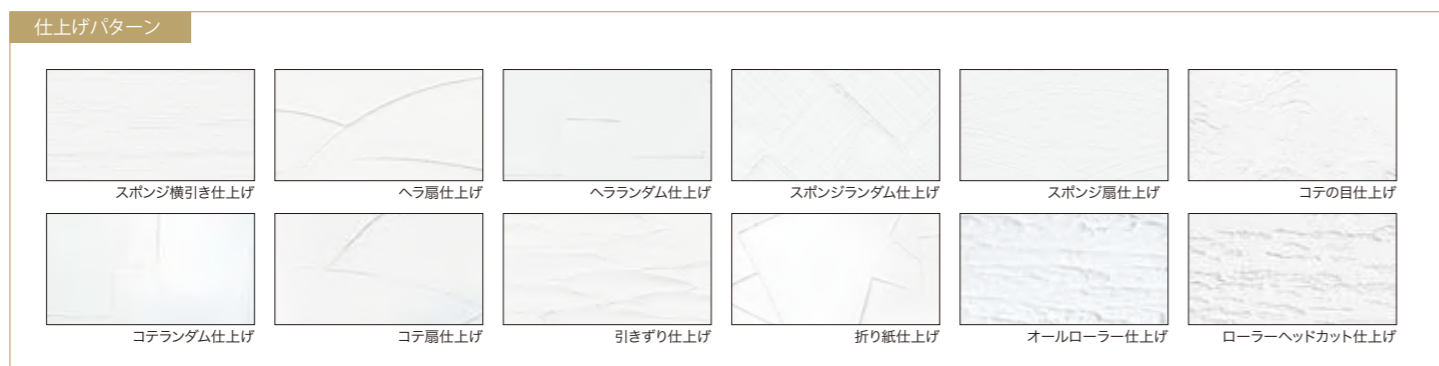 仕上げパターン
スポンジ横引き仕上げ
ヘラ扇仕上げ
ヘラランダム仕上げ
スポンジランダム仕上げ
スポンジ扇仕上げ
コテの目仕上げ
コテランダム仕上げ
コテ扇仕上げ
引きずり仕上げ
折り紙仕上げ
オールローラー仕上げ
ローラーヘッドカット仕上げ